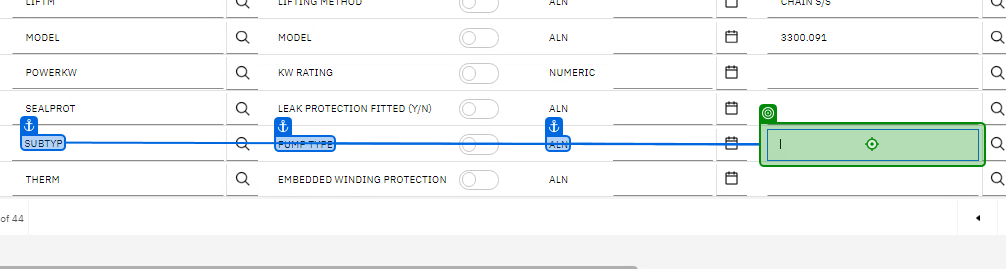 LIFTM LIFTING METHOD ALN CHAIN S/S
MODEL MODEL ALN 3300.091
POWERKW KW RATING NUMERIC
SEALPROT LEAK PROTECTION FITTED (Y/N) ALN
SUBTYP PUMP TYPE ALN
THERM EMBEDDED WINDING PROTECTION ALN
of 44